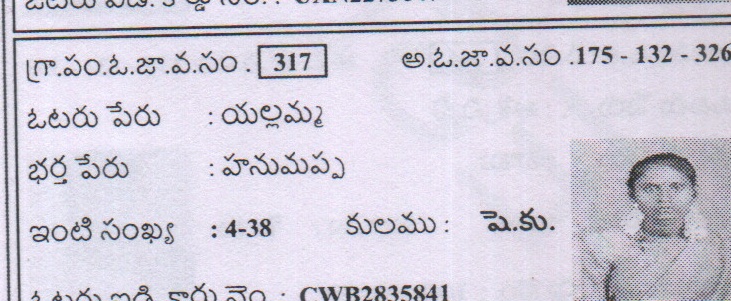 గ్రా.పం.ఓ.జా.వ.సం. 317 అ.ఓ.జా.వ.సం .175 - 132 - 326
ఓటరు పేరు : యల్లమ్మ
భర్త పేరు : హనుమప్ప
ఇంటి సంఖ్య : 4-38 కులము : షె.కు.
ఓటరు ఐడి. కార్డు నెం. : CWB2835841